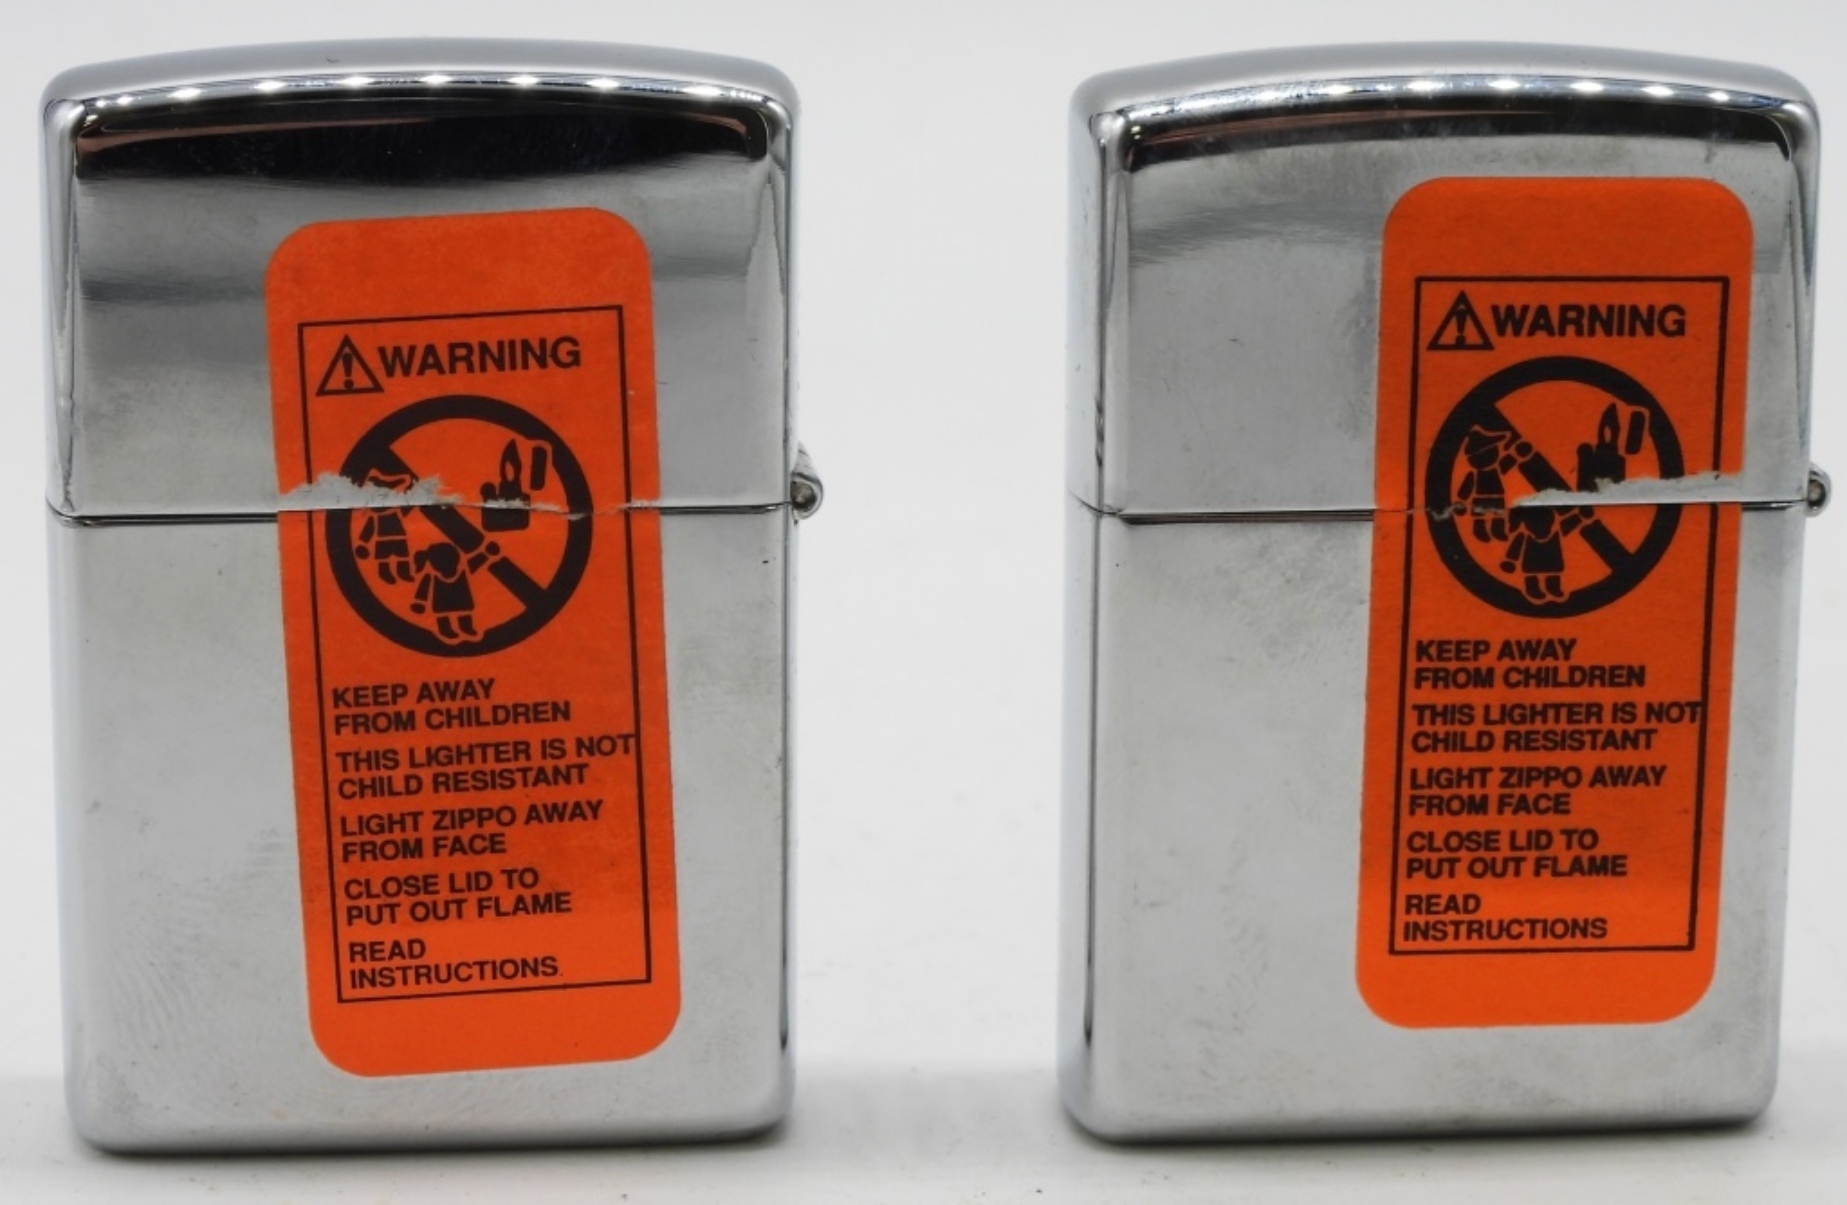 WARNING
KEEP AWAY
FROM CHILDREN
THIS LIGHTER IS NOT
CHILD RESISTANT
LIGHT ZIPPO AWAY
FROM FACE
CLOSE LID TO
PUT OUT FLAME
READ
INSTRUCTIONS.
WARNING
KEEP AWAY
FROM CHILDREN
THIS LIGHTER IS NOT
CHILD RESISTANT
LIGHT ZIPPO AWAY
FROM FACE
CLOSE LID TO
PUT OUT FLAME
READ
INSTRUCTIONS